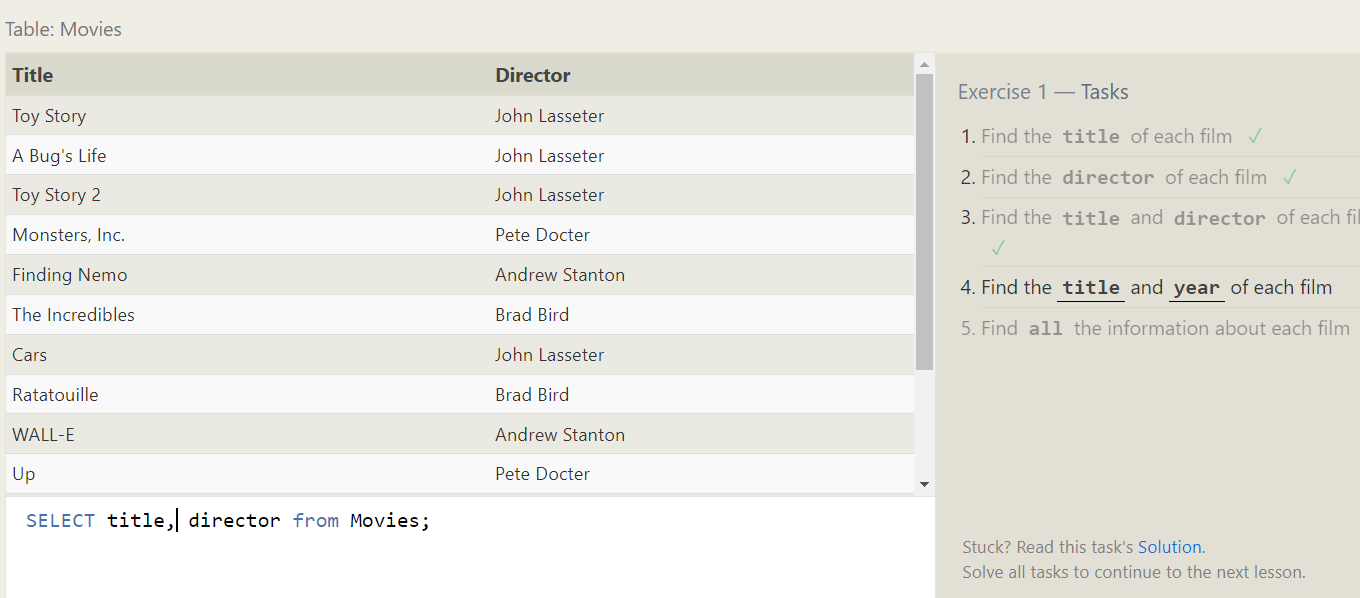 Table: Movies
Title Director
Toy Story John Lasseter
A Bug's Life John Lasseter
Toy Story 2 John Lasseter
Monsters, Inc. Pete Docter
Finding Nemo Andrew Stanton
The Incredibles Brad Bird
Cars John Lasseter
Ratatouille Brad Bird
WALL-E Andrew Stanton
Up Pete Docter
SELECT title, director from Movies;
Exercise 1 — Tasks
1. Find the title of each film ✓
2. Find the director of each film ✓
3. Find the title and director of each fil
✓
4. Find the title and year of each film
5. Find all the information about each film
Stuck? Read this task's Solution.
Solve all tasks to continue to the next lesson.